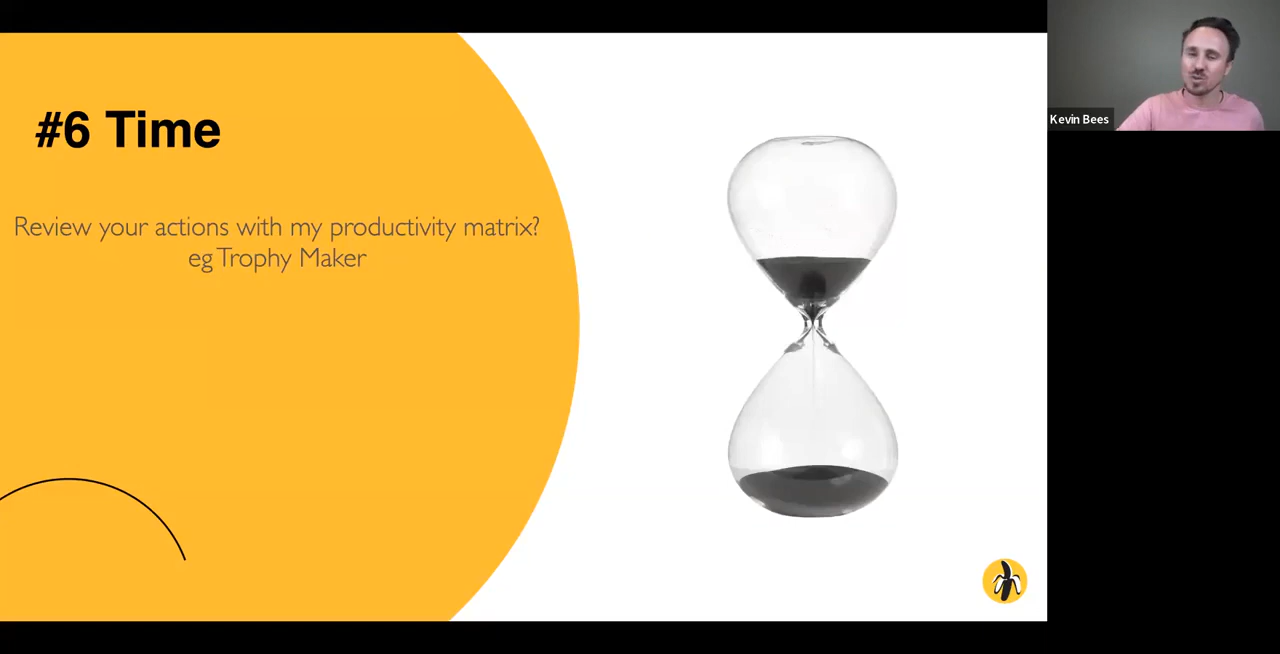 #6 Time
Review your actions with my productivity matrix?
eg Trophy Maker
Kevin Bees